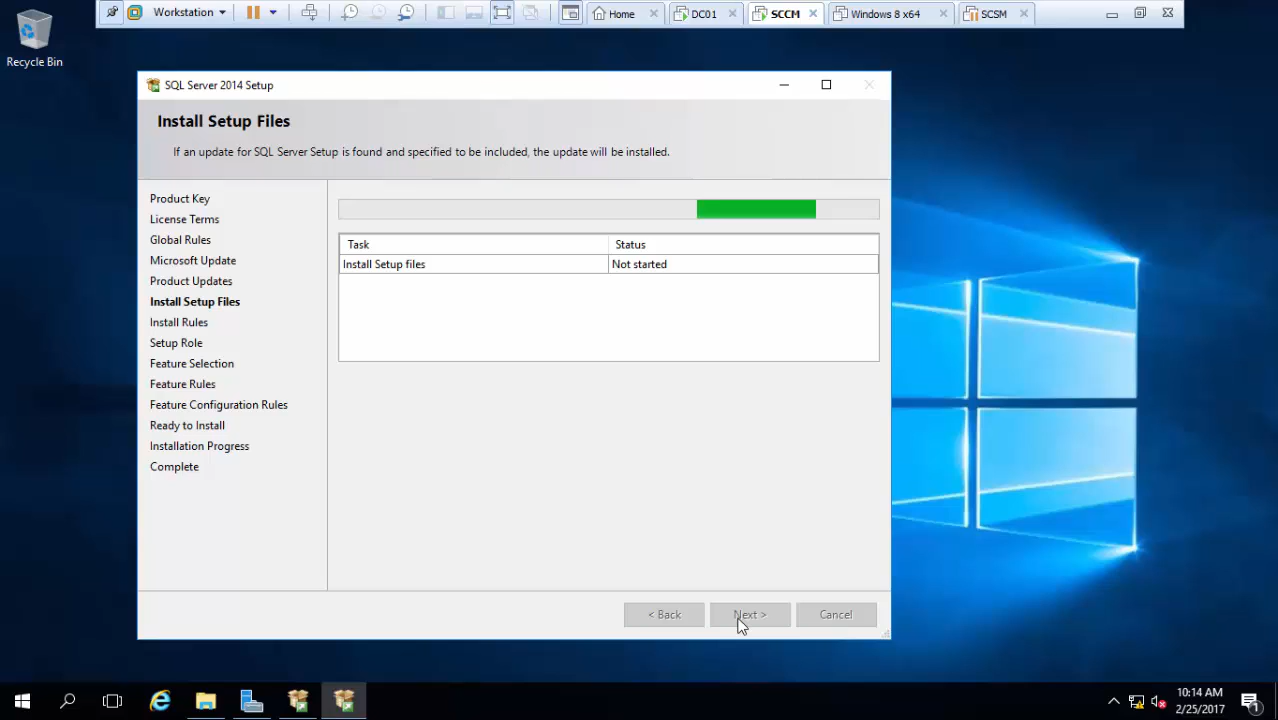 Workstation
Home
DC01
SCCM
Windows 8 x64
SCSM
Recycle Bin
SQL Server 2014 Setup
Install Setup Files
If an update for SQL Server Setup is found and specified to be included, the update will be installed.
Product Key
License Terms
Global Rules
Microsoft Update
Product Updates
Install Setup Files
Install Rules
Setup Role
Feature Selection
Feature Rules
Feature Configuration Rules
Ready to Install
Installation Progress
Complete
Task Status
Install Setup files Not started
< Back Next > Cancel
10:14 AM
2/25/2017
1